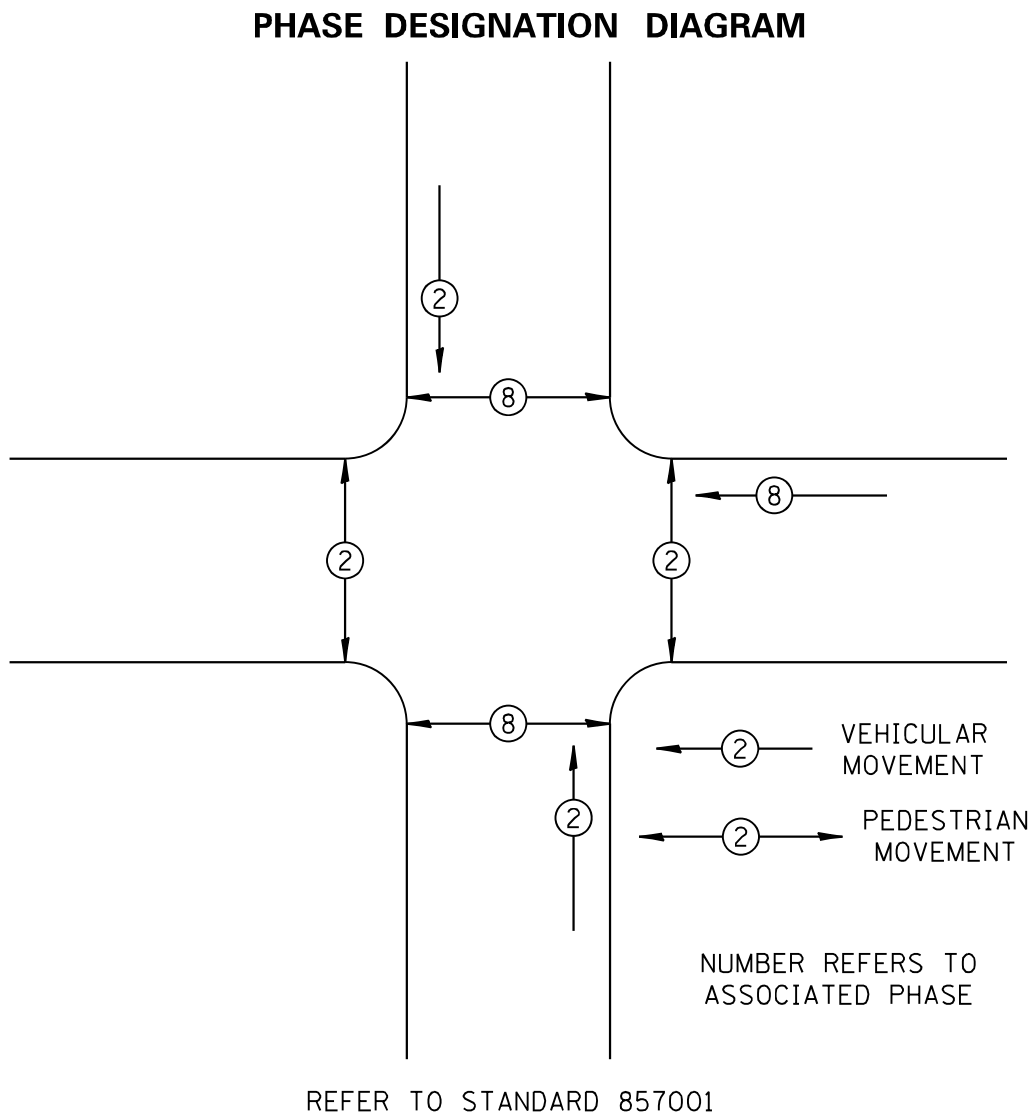 PHASE DESIGNATION DIAGRAM
2
8
8
2
2
8
2
VEHICULAR
MOVEMENT
2
2
PEDESTRIAN
MOVEMENT
NUMBER REFERS TO
ASSOCIATED PHASE
REFER TO STANDARD 857001